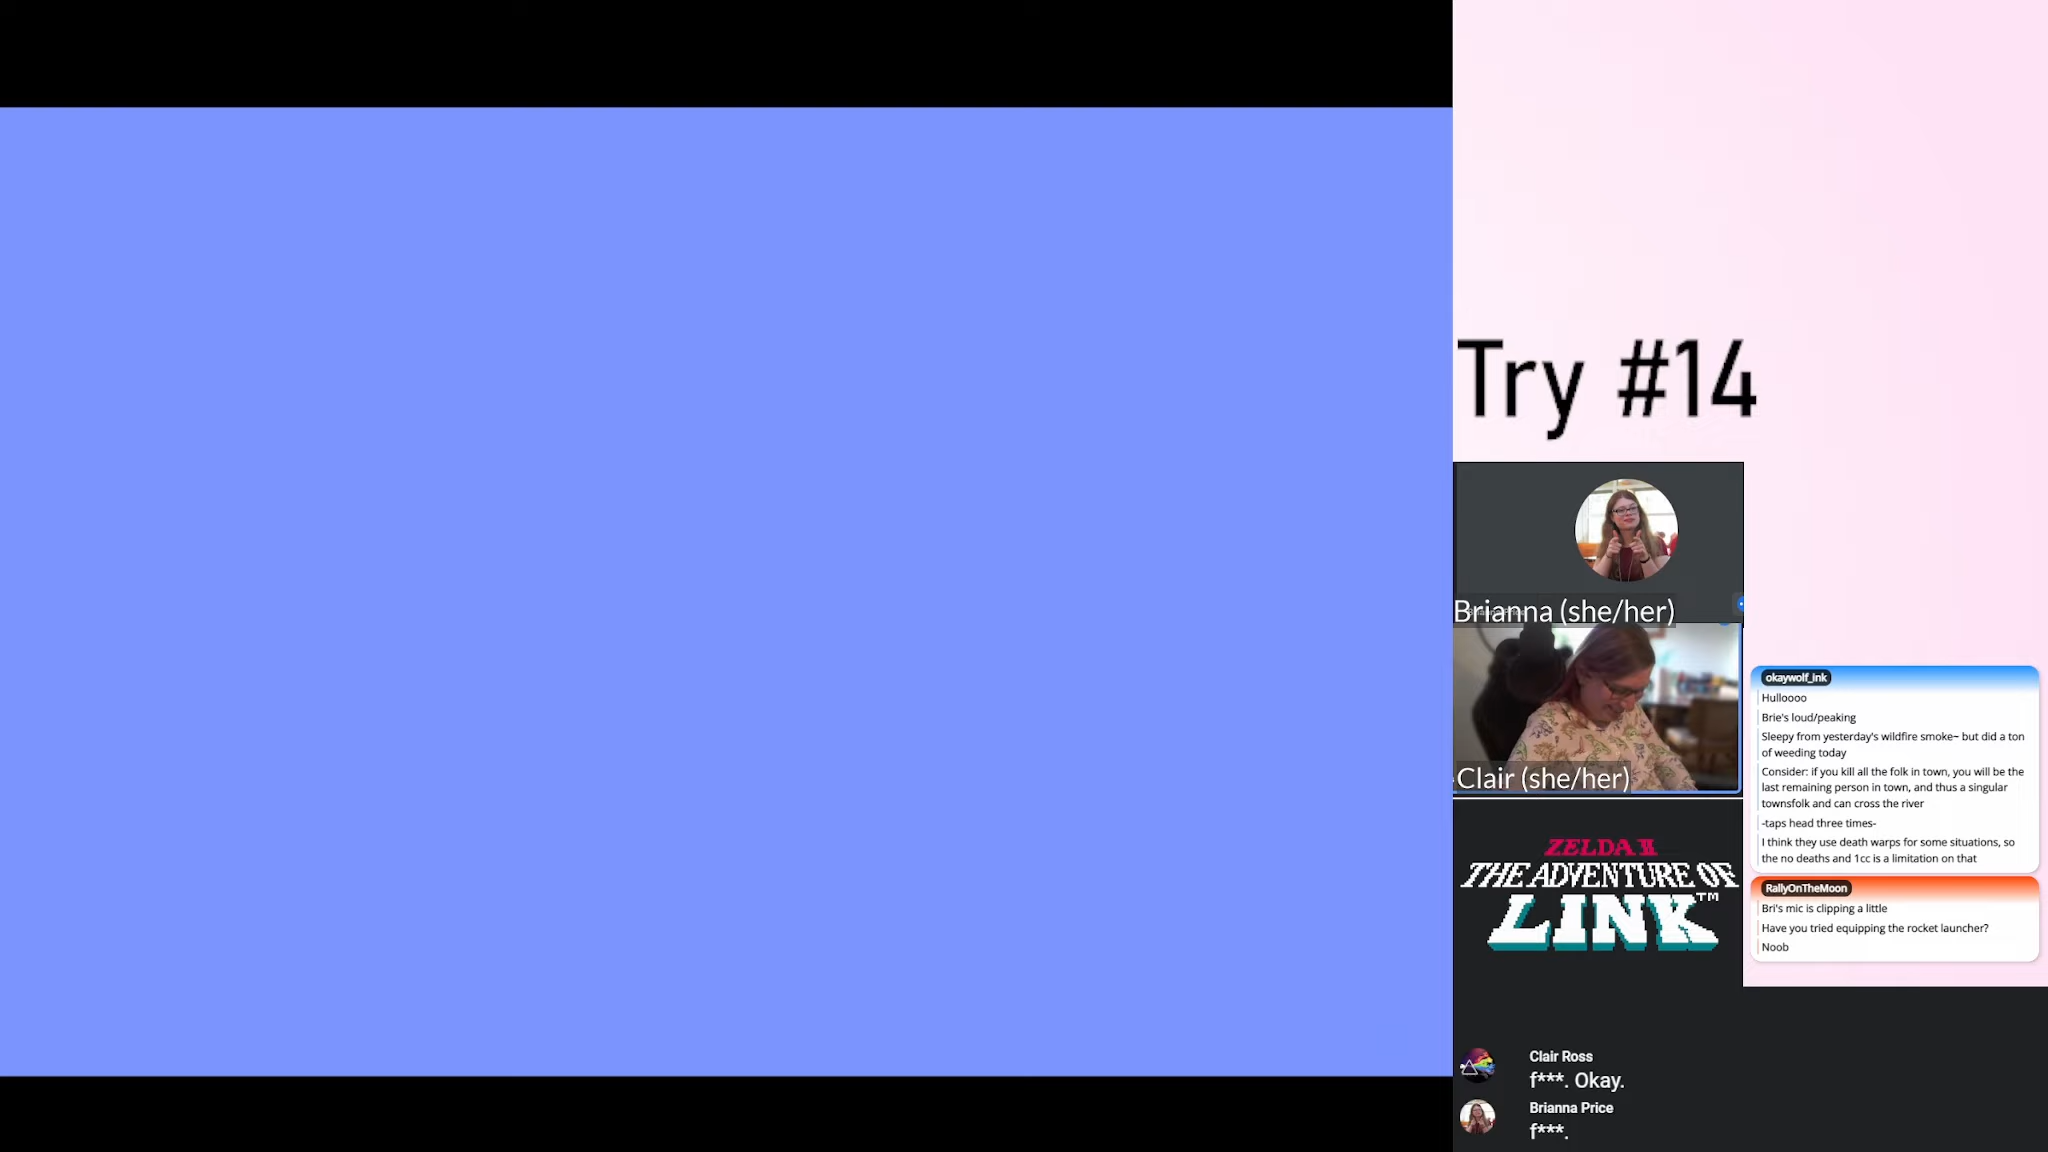 Try #14
Brianna (she/her)
Clair (she/her)
ZELDA II
THE ADVENTURE OF
LINK™
okaywolf_ink
Hulloooo
Brie's loud/peaking
Sleepy from yesterday's wildfire smoke~ but did a ton
of weeding today
Consider: if you kill all the folk in town, you will be the
last remaining person in town, and thus a singular
townsfolk and can cross the river
-taps head three times-
I think they use death warps for some situations, so
the no deaths and 1cc is a limitation on that
RallyOnTheMoon
Bri's mic is clipping a little
Have you tried equipping the rocket launcher?
Noob
Clair Ross
f***. Okay.
Brianna Price
f***.